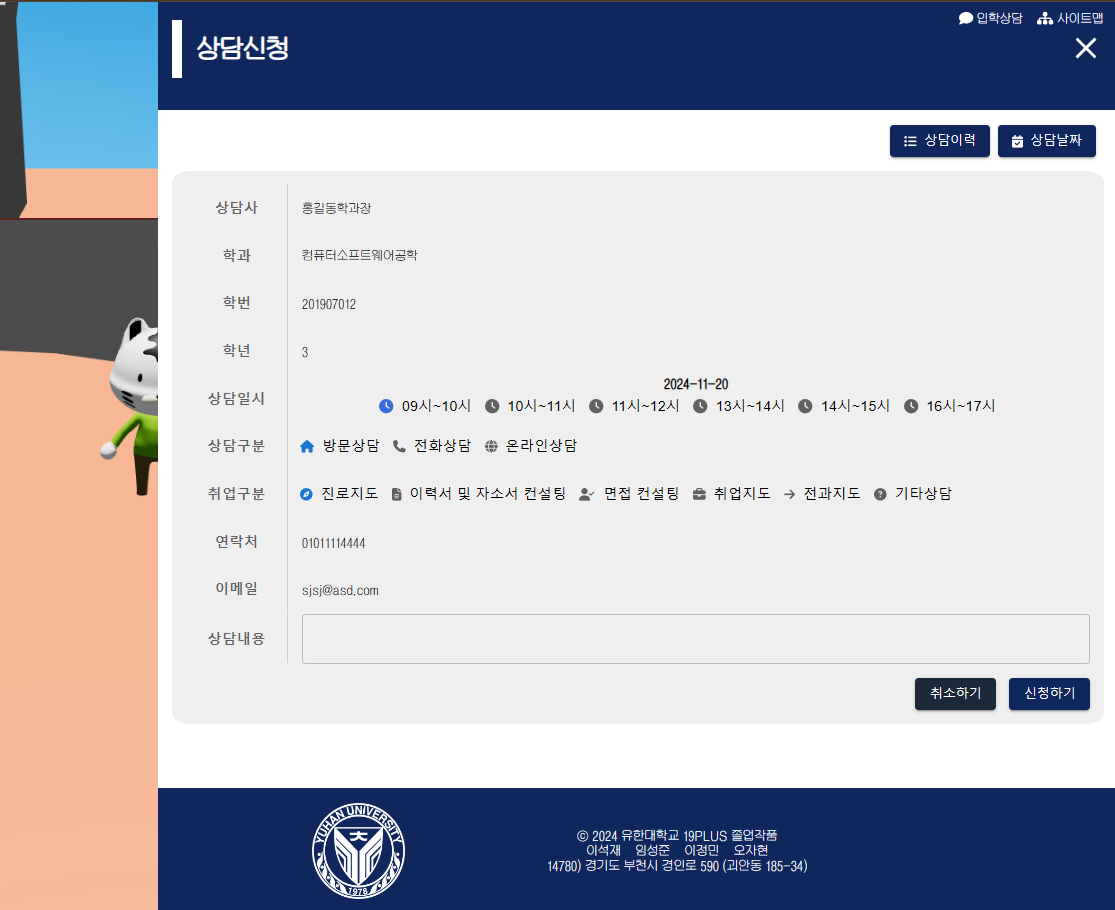 입학상담 사이트맵
상담신청
상담이력 상담날짜
상담사 홍길동학과장
학과 컴퓨터소프트웨어공학
학번 201907012
학년 3
2024-11-20
상담일시 09시~10시 10시~11시 11시~12시 13시~14시 14시~15시 16시~17시
상담구분 방문상담 전화상담 온라인상담
취업구분 진로지도 이력서 및 자소서 컨설팅 면접 컨설팅 취업지도 전과지도 기타상담
연락처 01011114444
이메일 sjsj@asd.com
상담내용
취소하기 신청하기
YUHAN UNIVERSITY
1978
© 2024 유한대학교 19PLUS 졸업작품
이석재 임성준 이정민 오자현
14780) 경기도 부천시 경인로 590 (괴안동 185-34)